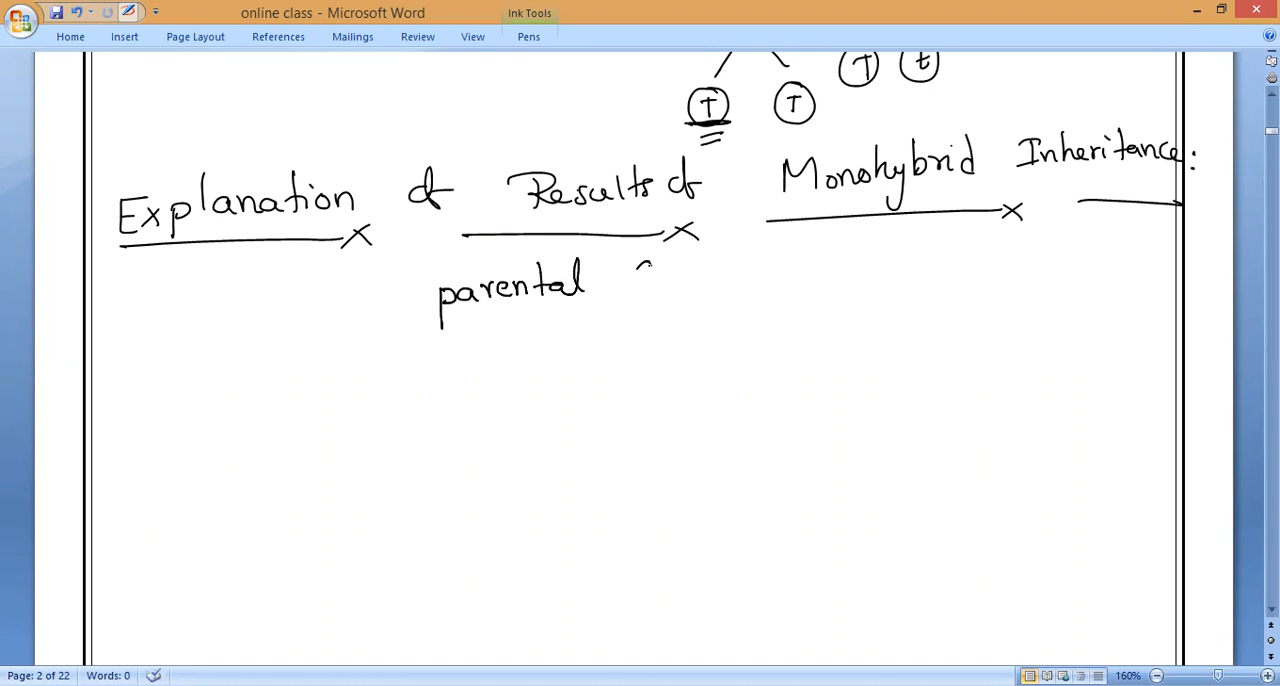 online class - Microsoft Word
Ink Tools
Home Insert Page Layout References Mailings Review View Pens
T t
T T
Explanation of Results of Monohybrid Inheritance:
parental
Page: 2 of 22 Words: 0 160%